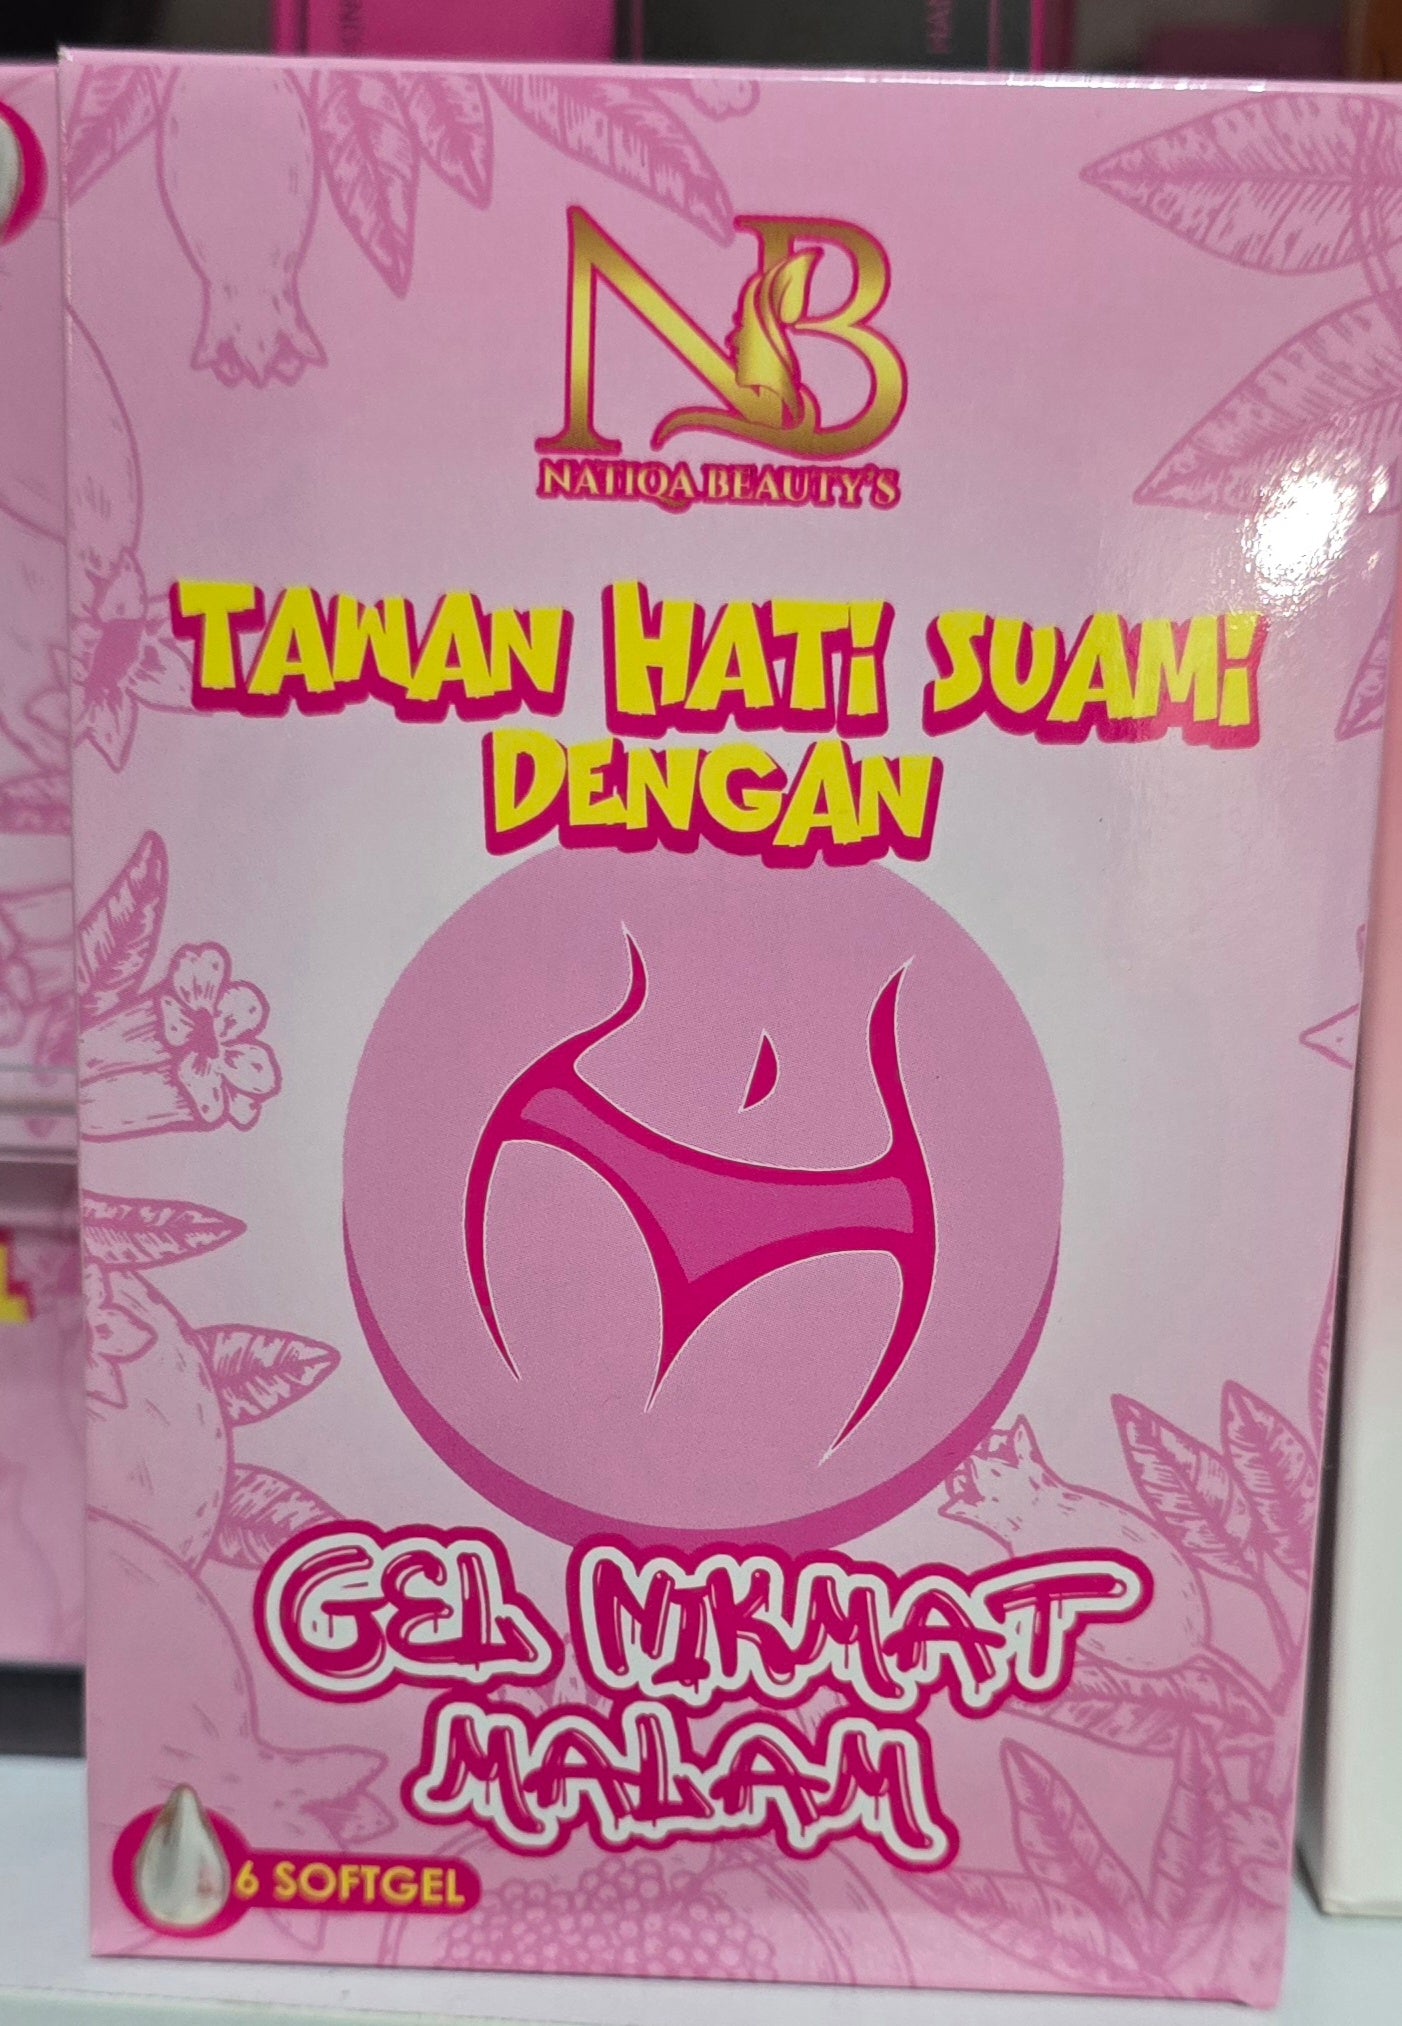 NB
NATIQA BEAUTY'S
TAWAN HATI SUAMI
DENGAN
GEL NIKMAT
MALAM
6 SOFTGEL